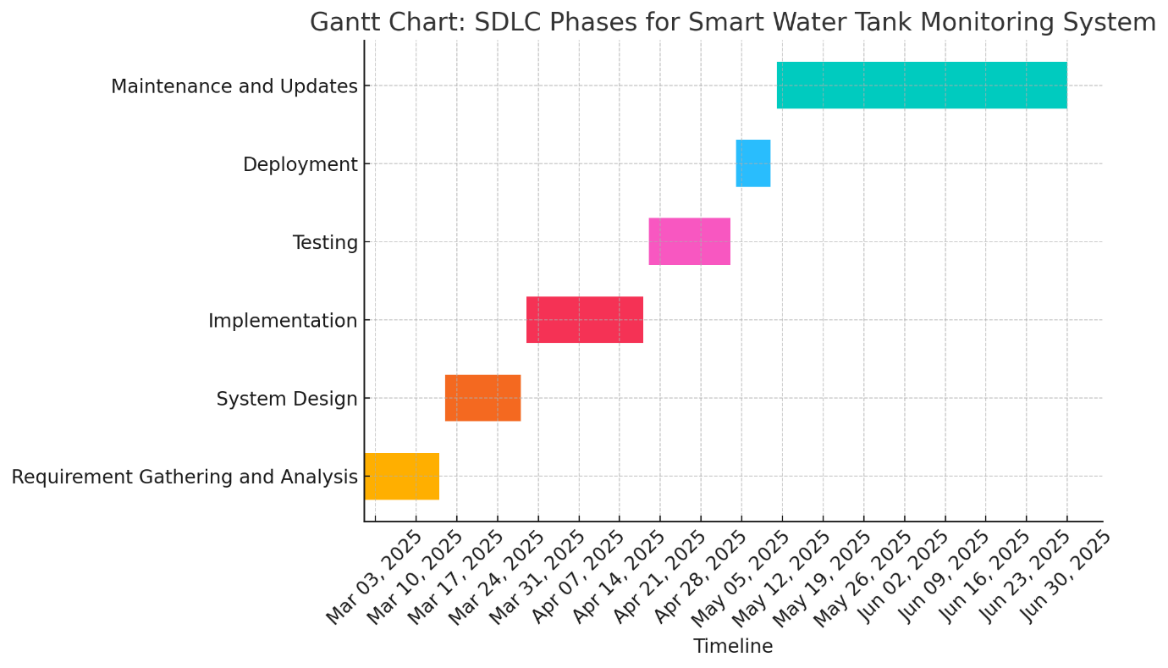 Gantt Chart: SDLC Phases for Smart Water Tank Monitoring System
Maintenance and Updates
Deployment
Testing
Implementation
System Design
Requirement Gathering and Analysis
Mar 03, 2025
Mar 10, 2025
Mar 17, 2025
Mar 24, 2025
Mar 31, 2025
Apr 07, 2025
Apr 14, 2025
Apr 21, 2025
Apr 28, 2025
May 05, 2025
May 12, 2025
May 19, 2025
May 26, 2025
Jun 02, 2025
Jun 09, 2025
Jun 16, 2025
Jun 23, 2025
Jun 30, 2025
Timeline